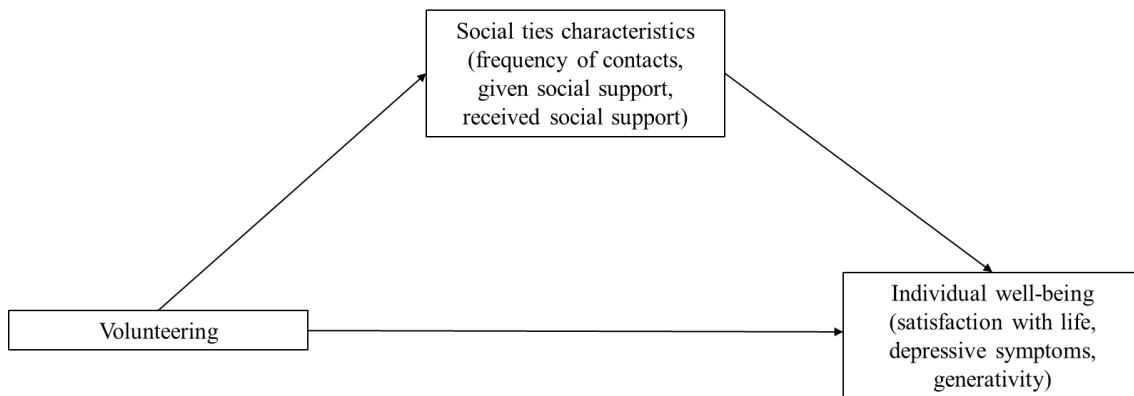 Social ties characteristics
(frequency of contacts,
given social support,
received social support)
Volunteering
Individual well-being
(satisfaction with life,
depressive symptoms,
generativity)